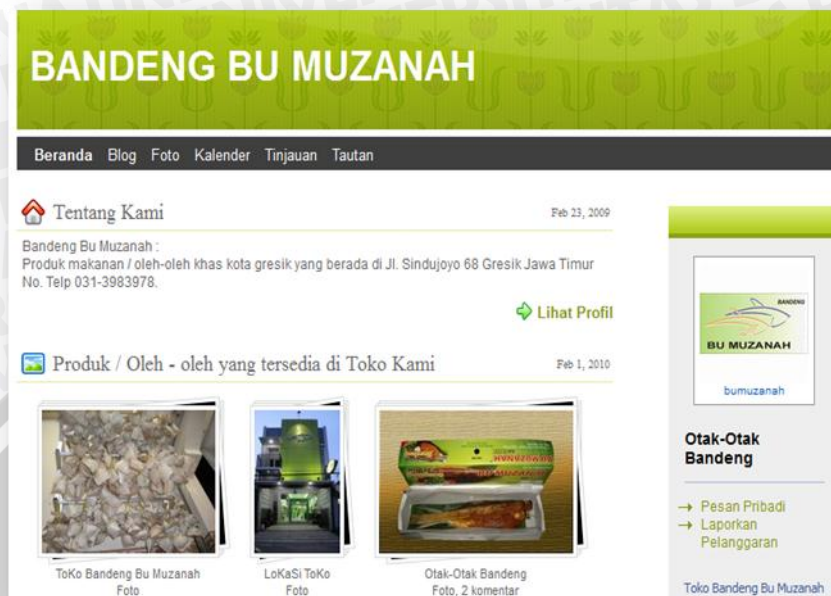 BANDENG BU MUZANAH
Beranda Blog Foto Kalender Tinjauan Tautan
Tentang Kami Feb 23, 2009
Bandeng Bu Muzanah :
Produk makanan / oleh-oleh khas kota gresik yang berada di Jl. Sindujoyo 68 Gresik Jawa Timur
No. Telp 031-3983978.
Lihat Profil
Produk / Oleh - oleh yang tersedia di Toko Kami Feb 1, 2010
ToKo Bandeng Bu Muzanah
Foto
LoKaSi ToKo
Foto
Otak-Otak Bandeng
Foto, 2 komentar
BANDENG
BU MUZANAH
bumuzanah
Otak-Otak
Bandeng
Pesan Pribadi
Laporkan
Pelanggaran
Toko Bandeng Bu Muzanah